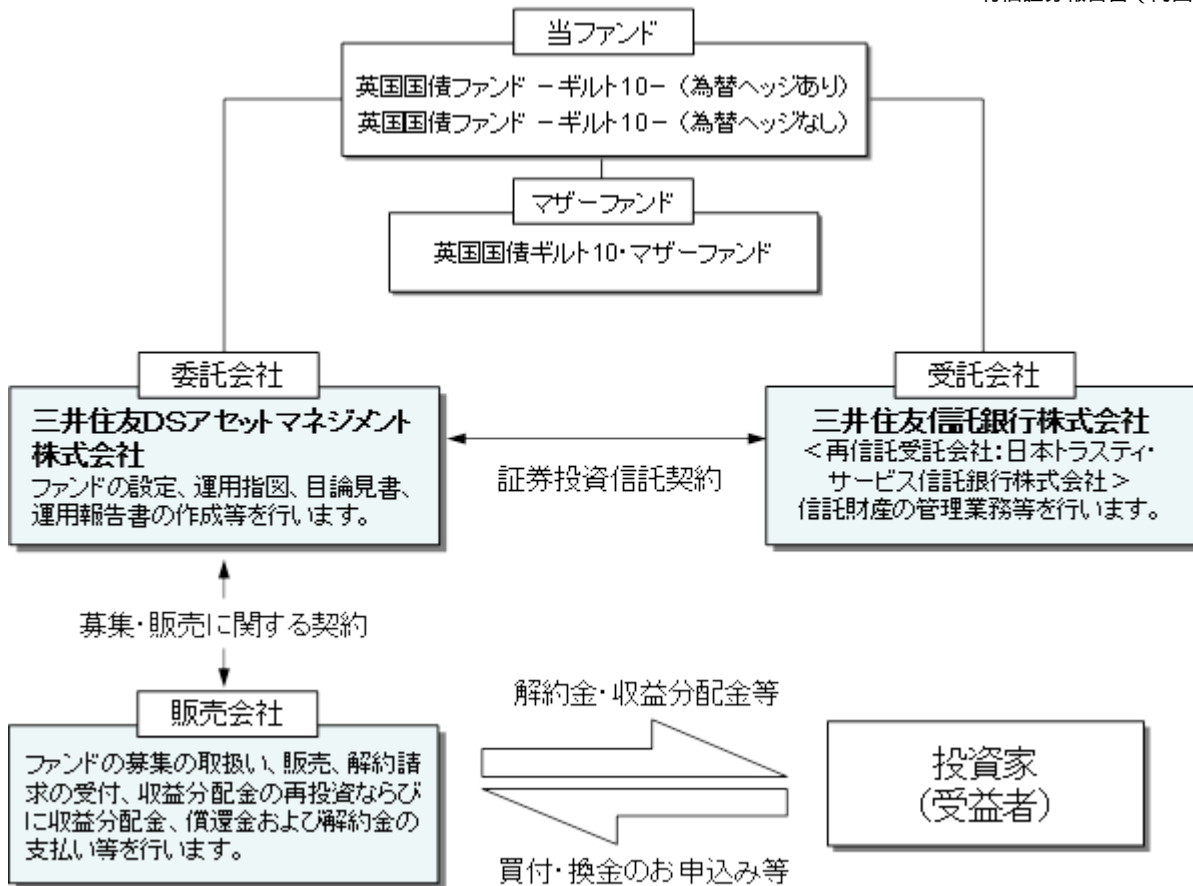 当ファンド
英国国債ファンド －ギルト10－ (為替ヘッジあり)
英国国債ファンド －ギルト10－ (為替ヘッジなし)
マザーファンド
英国国債ギルト10・マザーファンド
委託会社
三井住友DSアセットマネジメント
株式会社
ファンドの設定、運用指図、目論見書、
運用報告書の作成等を行います。
証券投資信託契約
受託会社
三井住友信託銀行株式会社
＜再信託受託会社：日本トラスティ・
サービス信託銀行株式会社＞
信託財産の管理業務等を行います。
募集・販売に関する契約
販売会社
ファンドの募集の取扱い、販売、解約請
求の受付、収益分配金の再投資ならび
に収益分配金、償還金および解約金の
支払い等を行います。
解約金・収益分配金等
買付・換金のお申込み等
投資家
(受益者)